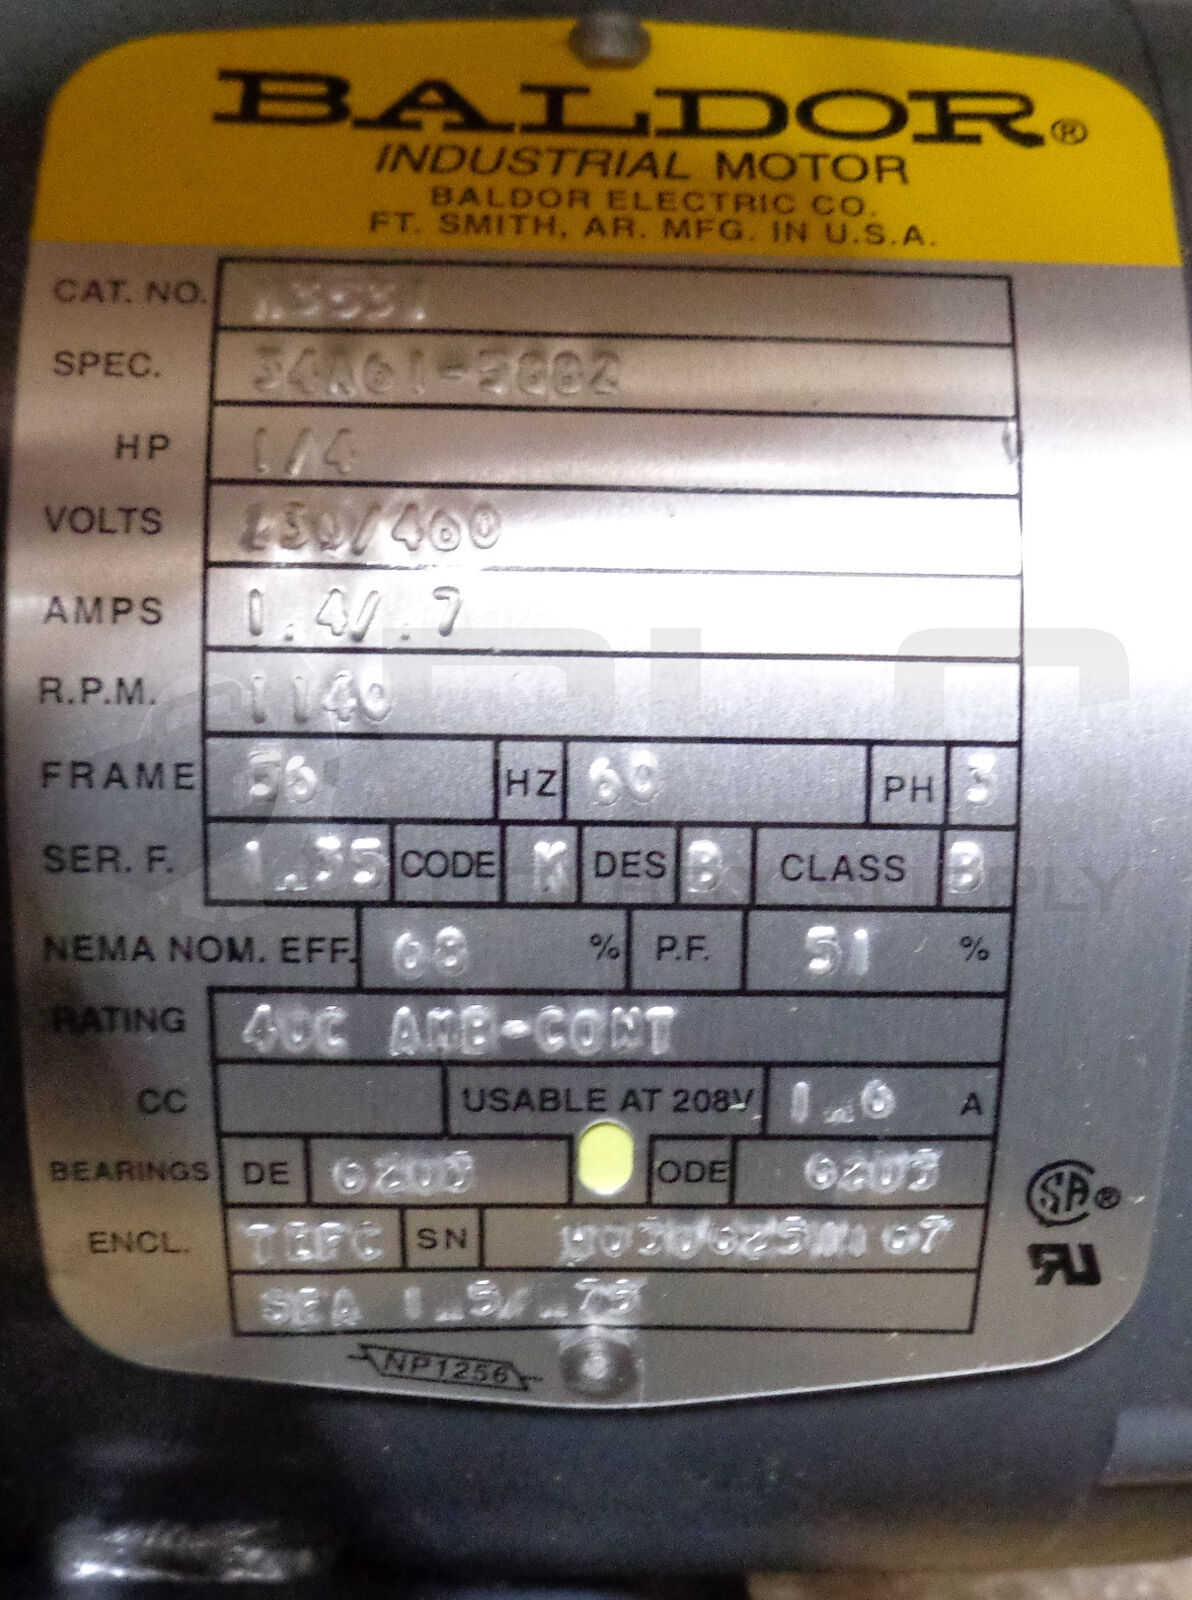 BALDOR®
INDUSTRIAL MOTOR
BALDOR ELECTRIC CO.
FT. SMITH, AR. MFG. IN U.S.A.
CAT. NO.
SPEC. 34A61-5882
HP 1/4
VOLTS 230/460
AMPS 1.4/.7
R.P.M. 1140
FRAME 56 HZ 60 PH 3
SER. F. 1.35 CODE M DES B CLASS B
NEMA NOM. EFF. 68 % P.F. 51 %
RATING 40C AMB-CONT
CC USABLE AT 208V 1.6 A
BEARINGS DE 6203 ODE 6203
ENCL. TEFC SN
SFA 1.5/.75
NP1256
SA®